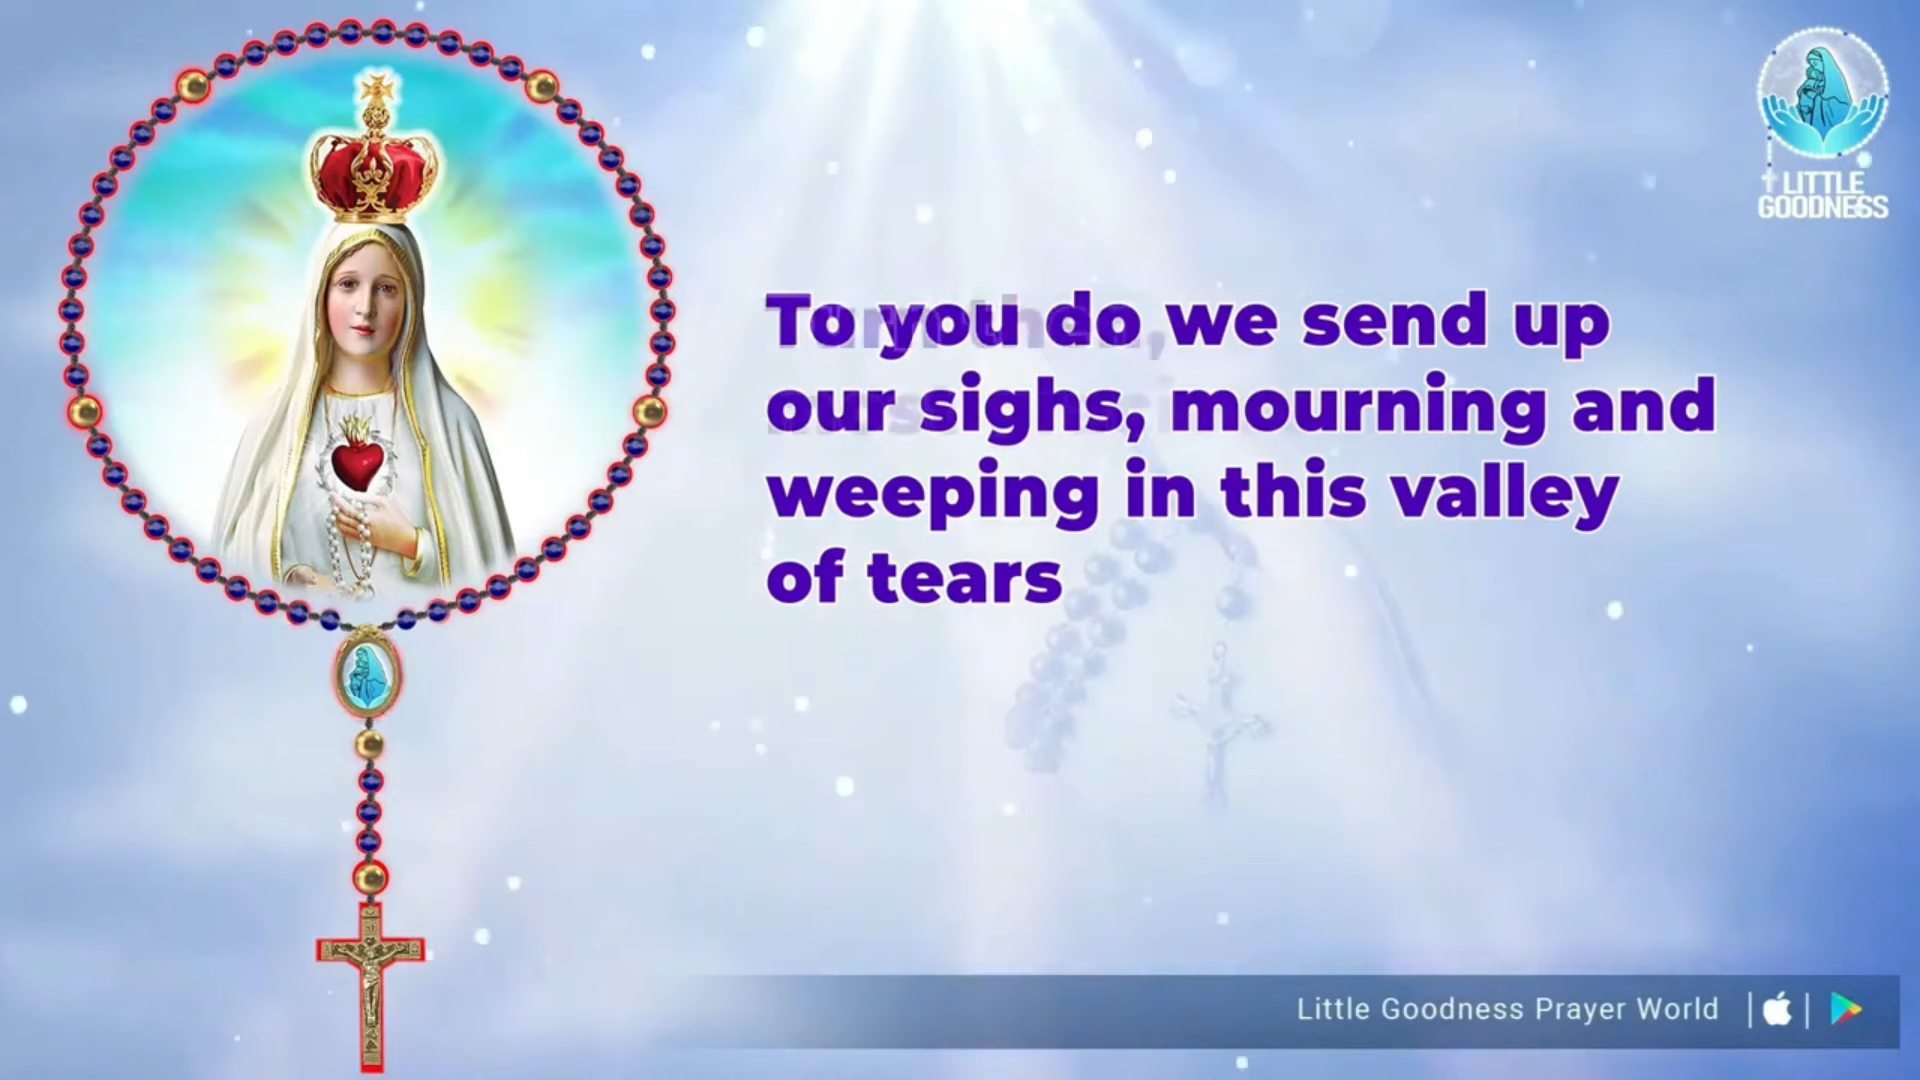 LITTLE
GOODNESS
To you do we send up
our sighs, mourning and
weeping in this valley
of tears
Little Goodness Prayer World